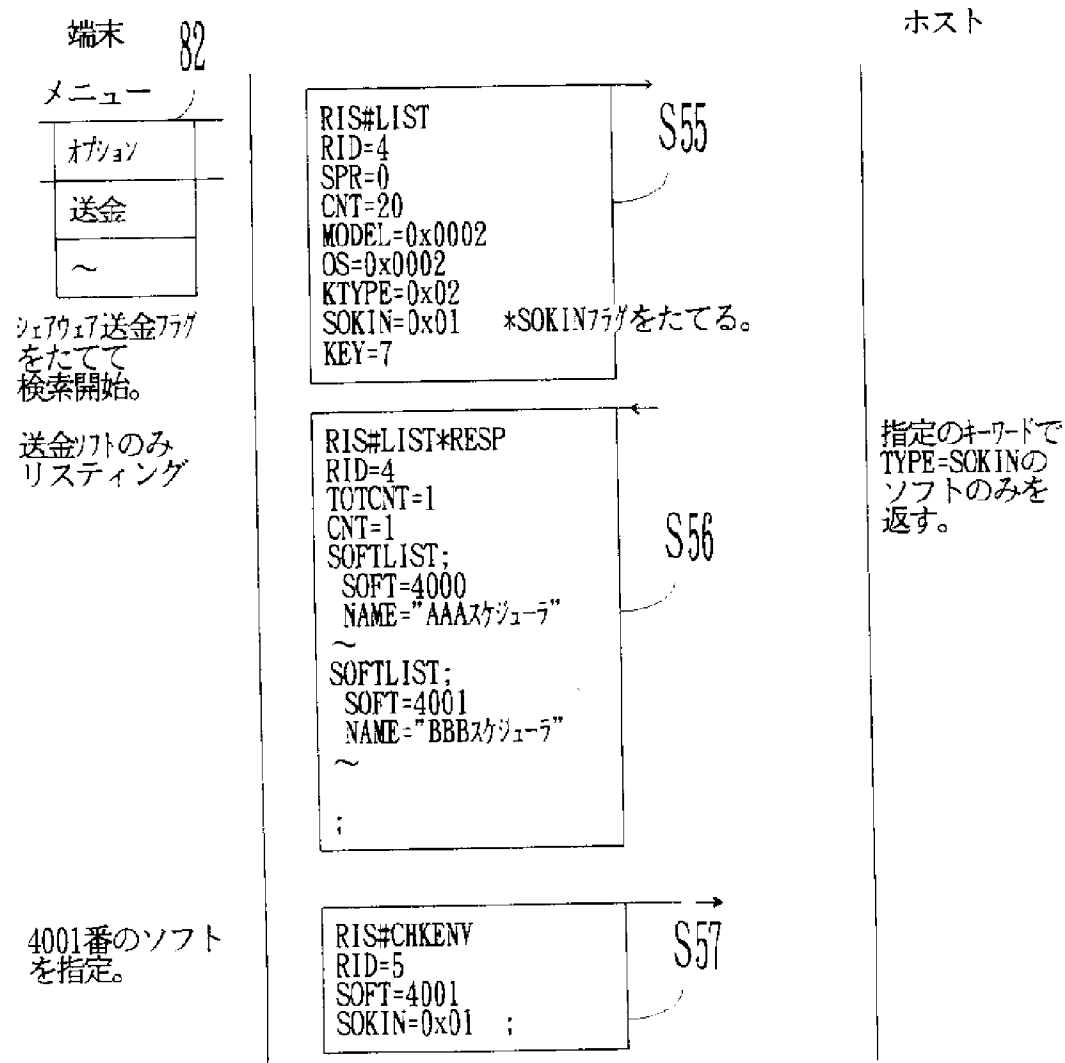 端末
82
ホスト
メニュー
オプション
送金
～
シェアウェア送金フラグ
をたてて
検索開始。
RIS#LIST
RID=4
SPR=0
CNT=20
MODEL=0x0002
OS=0x0002
KTYPE=0x02
SOKIN=0x01 *SOKINフラグをたてる。
KEY=7
S55
送金ソフトのみ
リスティング
RIS#LIST*RESP
RID=4
TOTCNT=1
CNT=1
SOFTLIST;
SOFT=4000
NAME="AAAスケジューラ"
～
SOFTLIST;
SOFT=4001
NAME="BBBスケジューラ"
～
;
S56
指定のキーワードで
TYPE=SOKINの
ソフトのみを
返す。
4001番のソフト
を指定。
RIS#CHKENV
RID=5
SOFT=4001
SOKIN=0x01 ;
S57